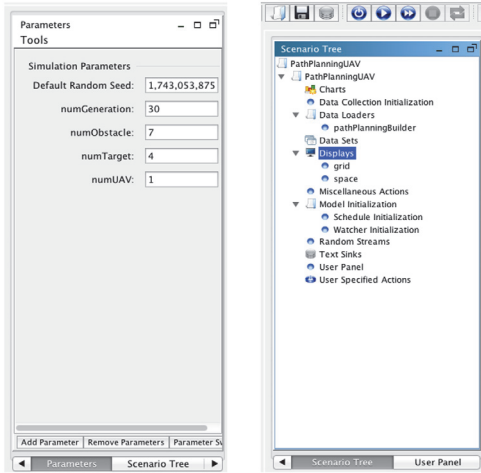 Parameters
Tools
Simulation Parameters
Default Random Seed: 1,743,053,875
numGeneration: 30
numObstacle: 7
numTarget: 4
numUAV: 1
Add Parameter Remove Parameters Parameter
Parameters Scenario Tree
Scenario Tree
PathPlanningUAV
PathPlanningUAV
Charts
Data Collection Initialization
Data Loaders
pathPlanningBuilder
Data Sets
Displays
grid
space
Miscellaneous Actions
Model Initialization
Schedule Initialization
Watcher Initialization
Random Streams
Text Sinks
User Panel
User Specified Actions
Scenario Tree User Panel